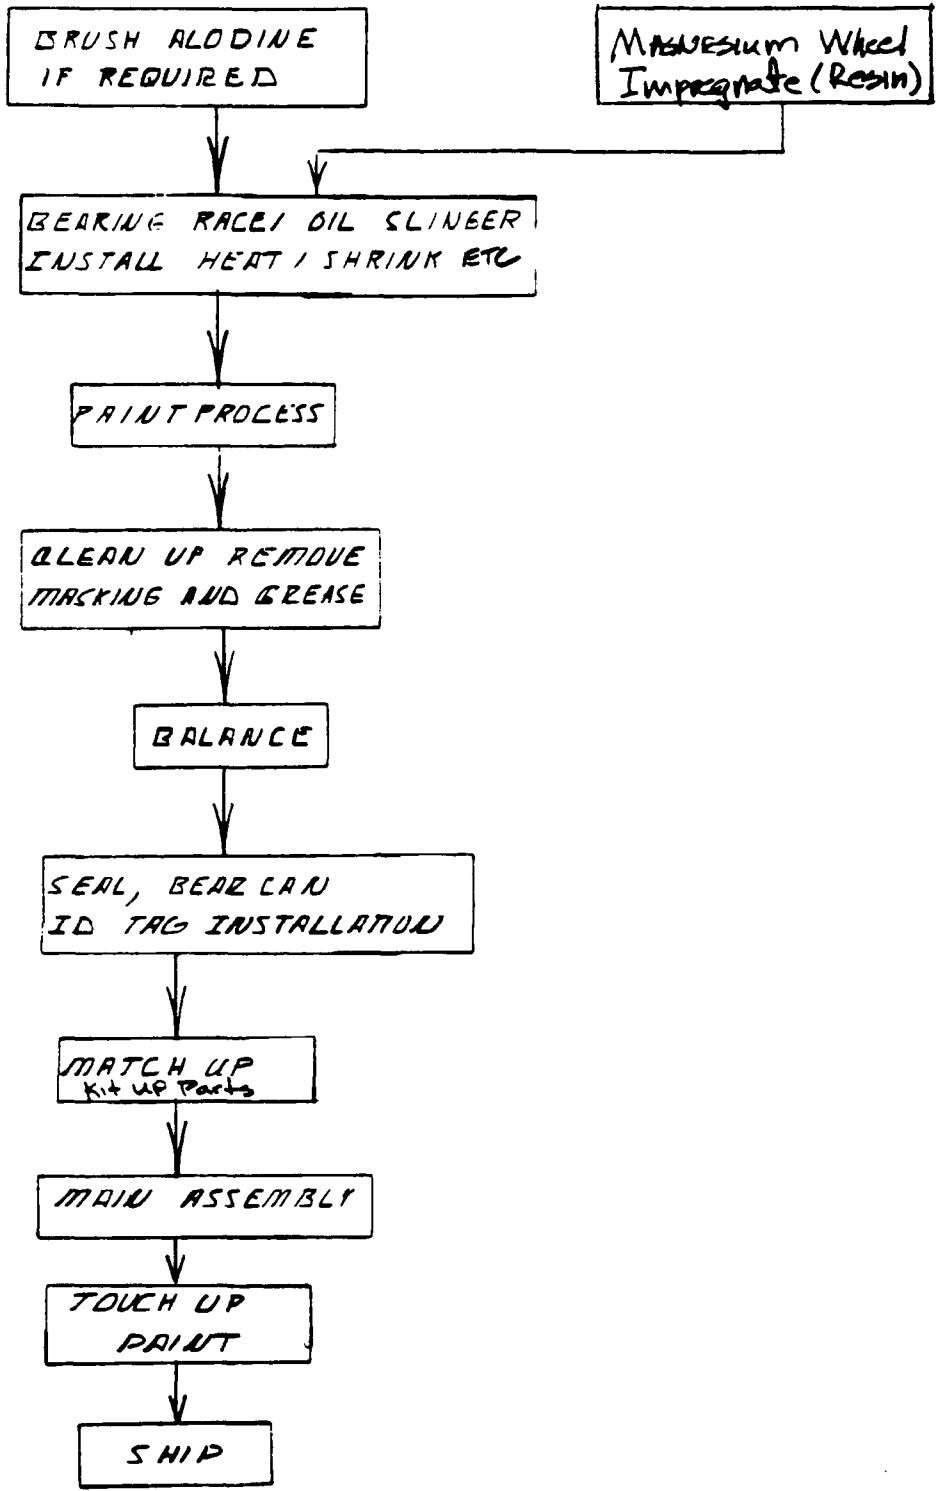 BRUSH ALODINE
IF REQUIRED
MAGNESIUM Wheel
Impregnate (Resin)
BEARING RACE/ OIL SLINGER
INSTALL HEAT / SHRINK ETC
PAINT PROCESS
CLEAN UP REMOVE
MASKING AND GREASE
BALANCE
SEAL, BEAR CAN
ID TAG INSTALLATION
MATCH UP
Kit UP Parts
MAIN ASSEMBLY
TOUCH UP
PAINT
SHIP